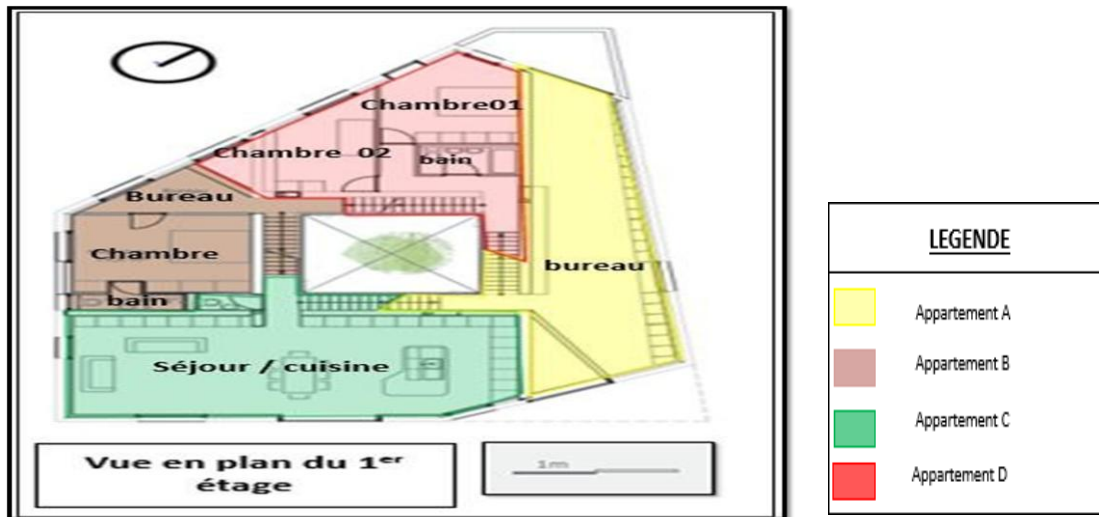 Chambre01
Chambre 02
bain
Bureau
Chambre
bureau
bain
Séjour / cuisine
Vue en plan du 1er
étage
1m
LEGENDE
Appartement A
Appartement B
Appartement C
Appartement D